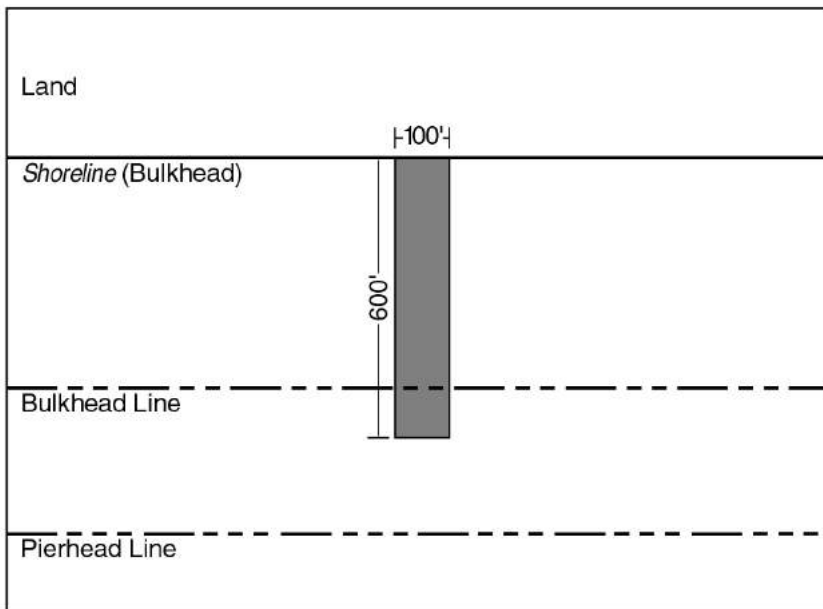 Land
100'
Shoreline (Bulkhead)
600'
Bulkhead Line
Pierhead Line